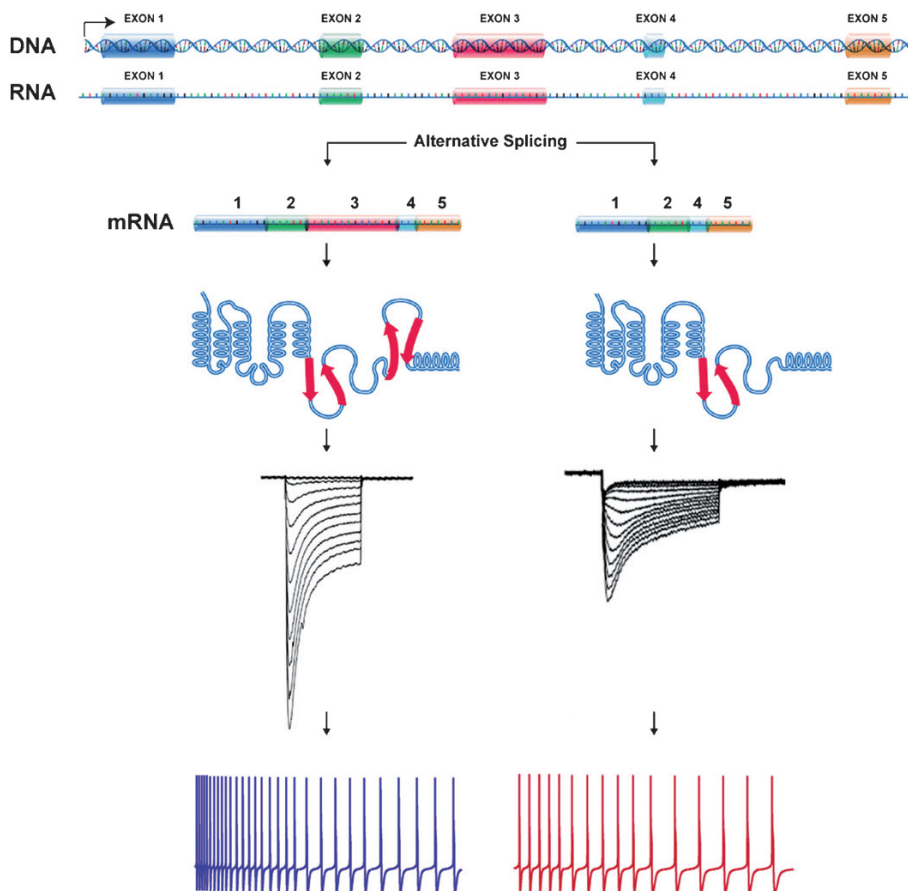 EXON 1 EXON 2 EXON 3 EXON 4 EXON 5
DNA
EXON 1 EXON 2 EXON 3 EXON 4 EXON 5
RNA
Alternative Splicing
1 2 3 4 5 1 2 4 5
mRNA